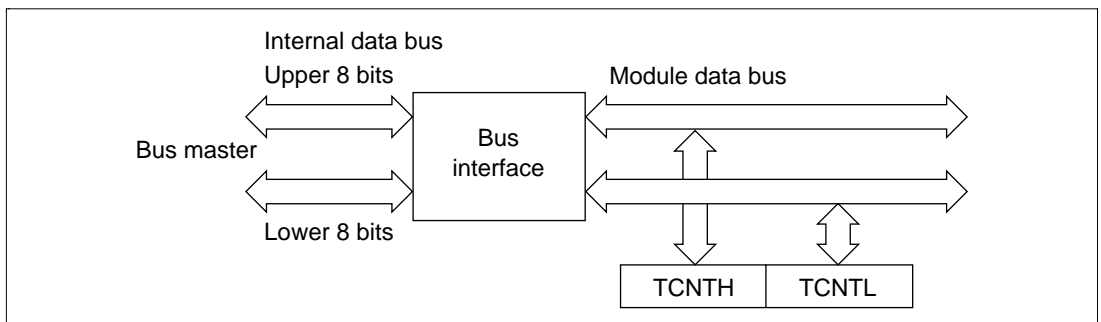 Internal data bus
Upper 8 bits
Module data bus
Bus master
Bus
interface
Lower 8 bits
TCNTH
TCNTL